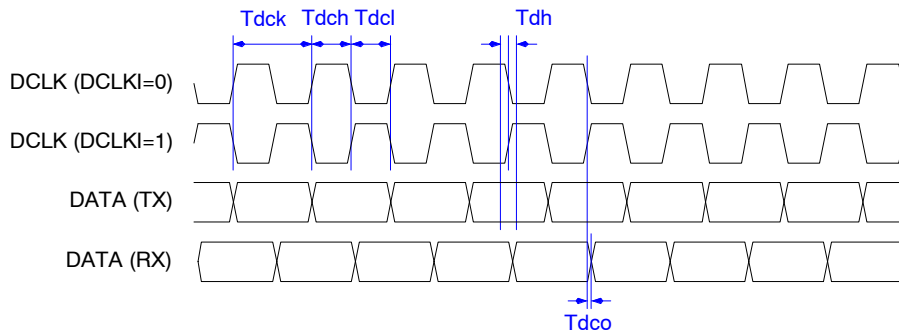 Tdck Tdch Tdcl Tdh
DCLK (DCLKI=0)
DCLK (DCLKI=1)
DATA (TX)
DATA (RX)
Tdco